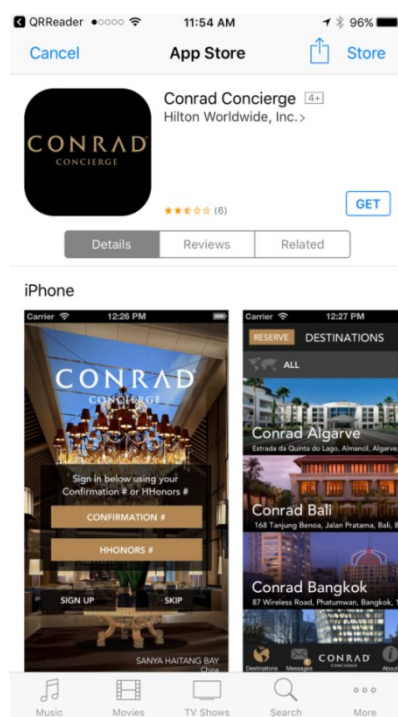 QRReader
11:54 AM
96%
Cancel
App Store
Store
Conrad Concierge 4+
Hilton Worldwide, Inc. >
CONRAD
CONCIERGE
(6)
GET
Details
Reviews
Related
iPhone
Carrier
12:26 PM
CONRAD
CONCIERGE
Sign in below using your
Confirmation # or HHonors #
CONFIRMATION #
HHONORS #
SIGN UP
SKIP
SANYA HAITANG BAY
China
Carrier
12:27 PM
RESERVE
DESTINATIONS
ALL
Conrad Algarve
Estrada da Quinta do Lago, Almancil, Algarve,
Conrad Bali
168 Tanjung Benoa, Jalan Pratama, Bali,
Conrad Bangkok
87 Wireless Road, Phatumwan, Bangkok, 1
Destinations
Messages
CONRAD
About
Music
Movies
TV Shows
Search
More